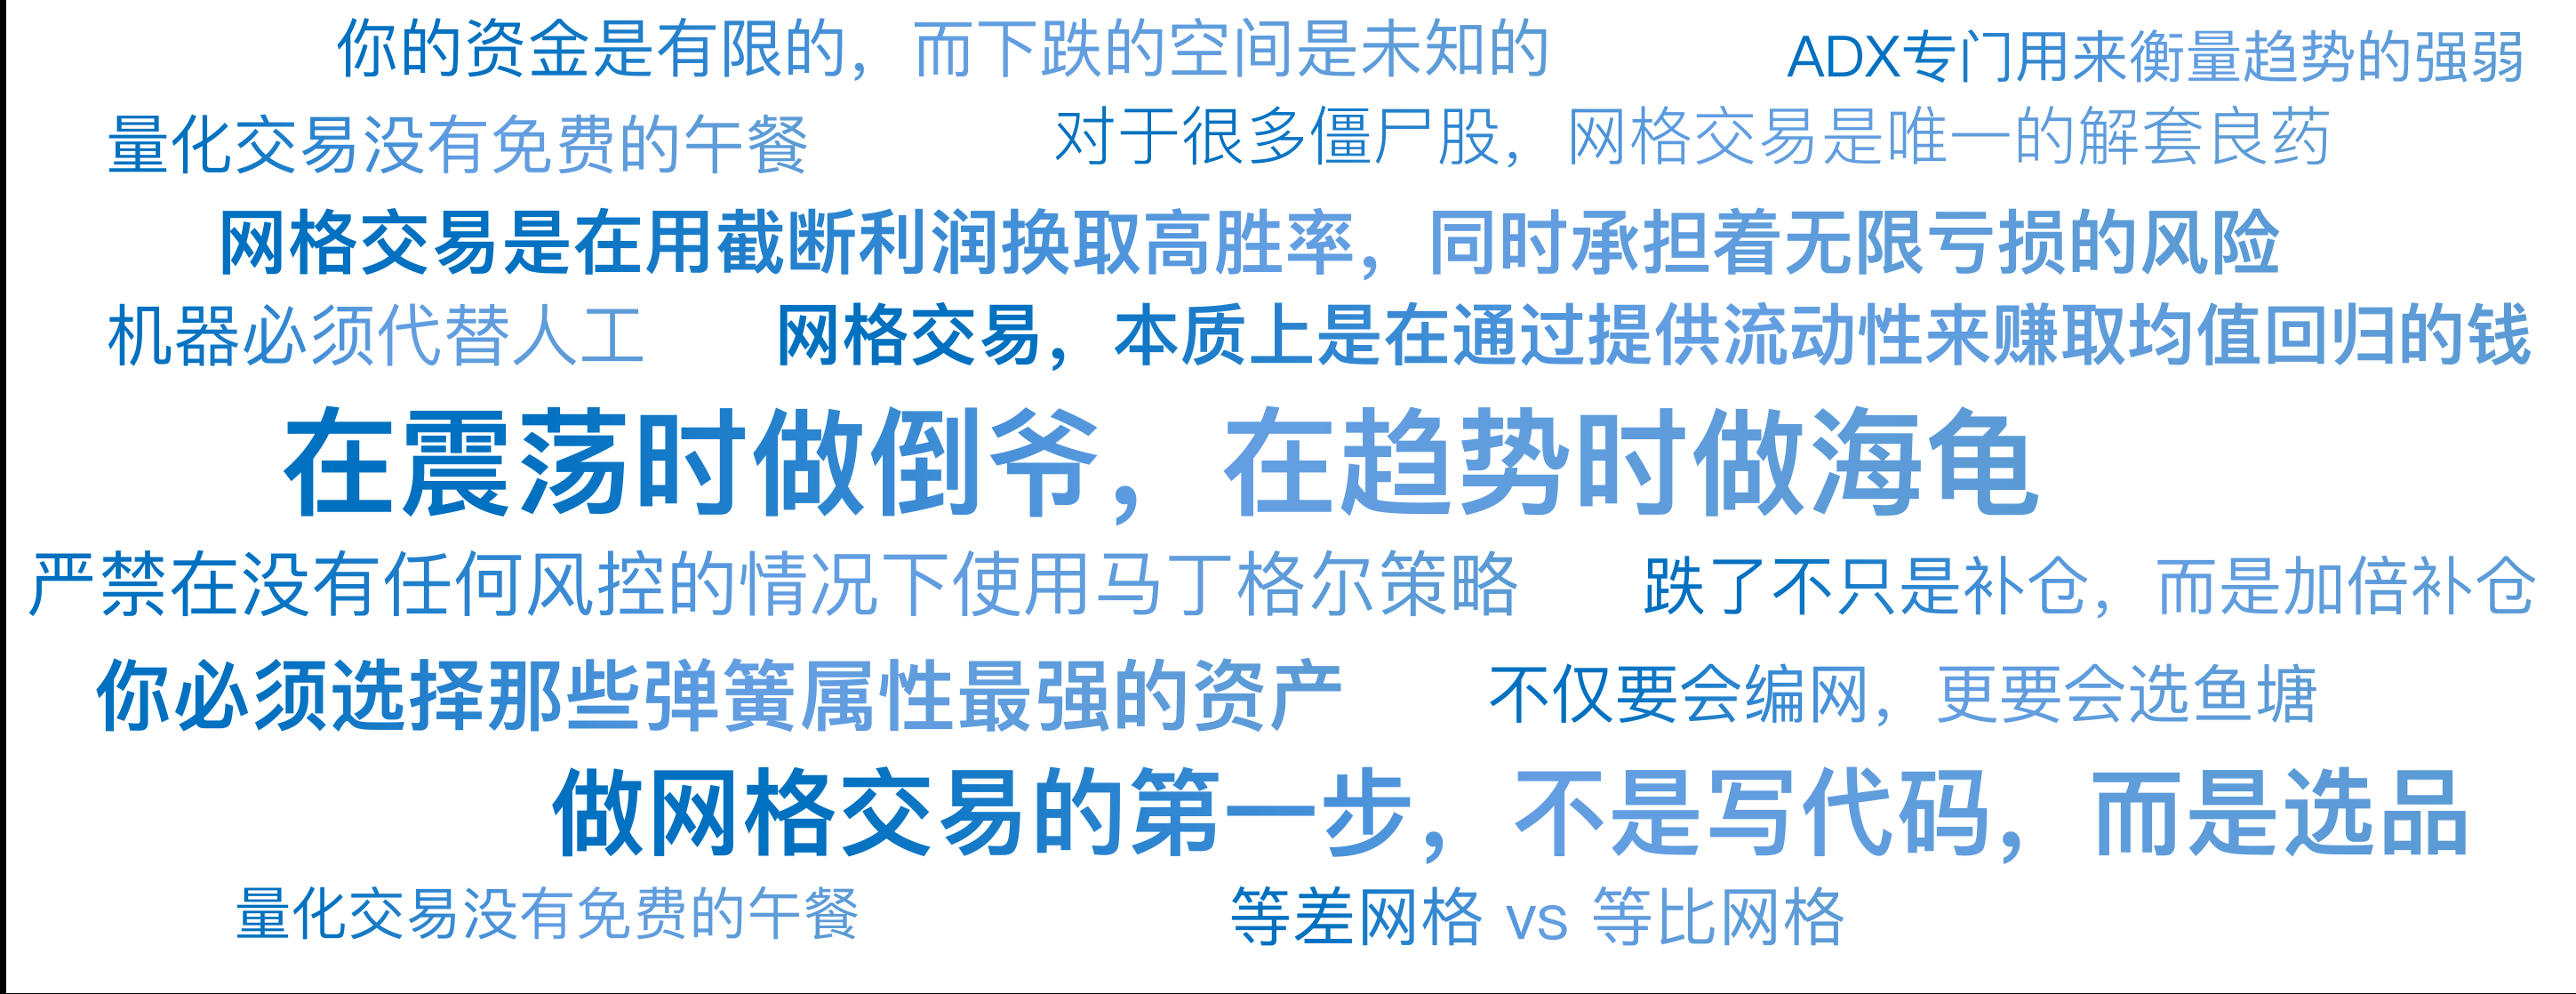 你的资金是有限的，而下跌的空间是未知的
ADX专门用来衡量趋势的强弱
量化交易没有免费的午餐
对于很多僵尸股，网格交易是唯一的解套良药
网格交易是在用截断利润换取高胜率，同时承担着无限亏损的风险
机器必须代替人工
网格交易，本质上是在通过提供流动性来赚取均值回归的钱
在震荡时做倒爷，在趋势时做海龟
严禁在没有任何风控的情况下使用马丁格尔策略
跌了不只是补仓，而是加倍补仓
你必须选择那些弹簧属性最强的资产
不仅要会编网，更要会选鱼塘
做网格交易的第一步，不是写代码，而是选品
量化交易没有免费的午餐
等差网格 vs 等比网格